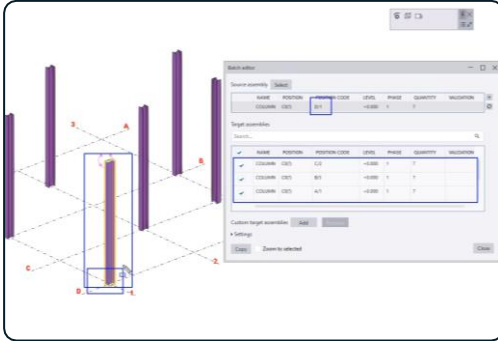 Batch editor
Source assembly Select
NAME POSITION POSITION CODE LEVEL PHASE QUANTITY VALIDATION
COLUMN D/1 +0.000 1 7
Target assemblies
Search...
NAME POSITION POSITION CODE LEVEL PHASE QUANTITY VALIDATION
COLUMN C/2 +0.000 1 7
COLUMN B/1 +0.000 1 7
COLUMN A/1 +0.000 1 7
Custom target assemblies Add
Settings
Copy Zoom to selected Close
3
A
B
C
2
D
1